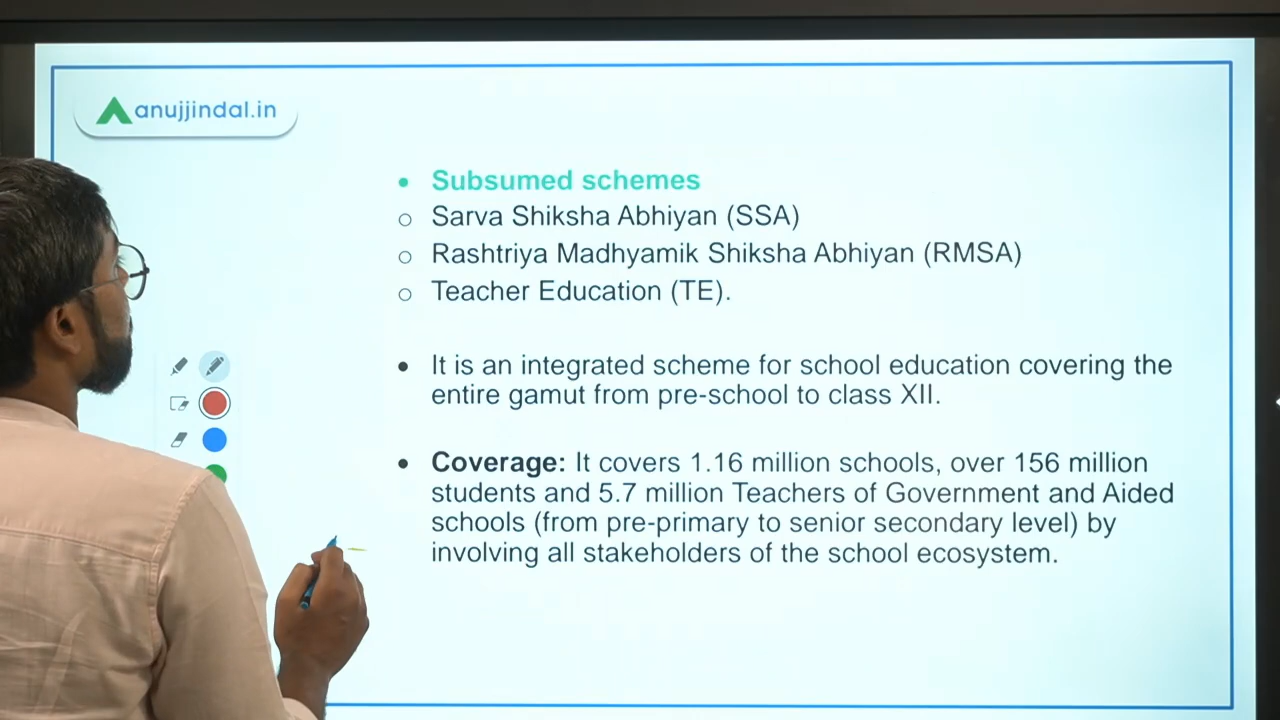 anujjindal.in
• Subsumed schemes
o Sarva Shiksha Abhiyan (SSA)
o Rashtriya Madhyamik Shiksha Abhiyan (RMSA)
o Teacher Education (TE).
• It is an integrated scheme for school education covering the
entire gamut from pre-school to class XII.
• Coverage: It covers 1.16 million schools, over 156 million
students and 5.7 million Teachers of Government and Aided
schools (from pre-primary to senior secondary level) by
involving all stakeholders of the school ecosystem.